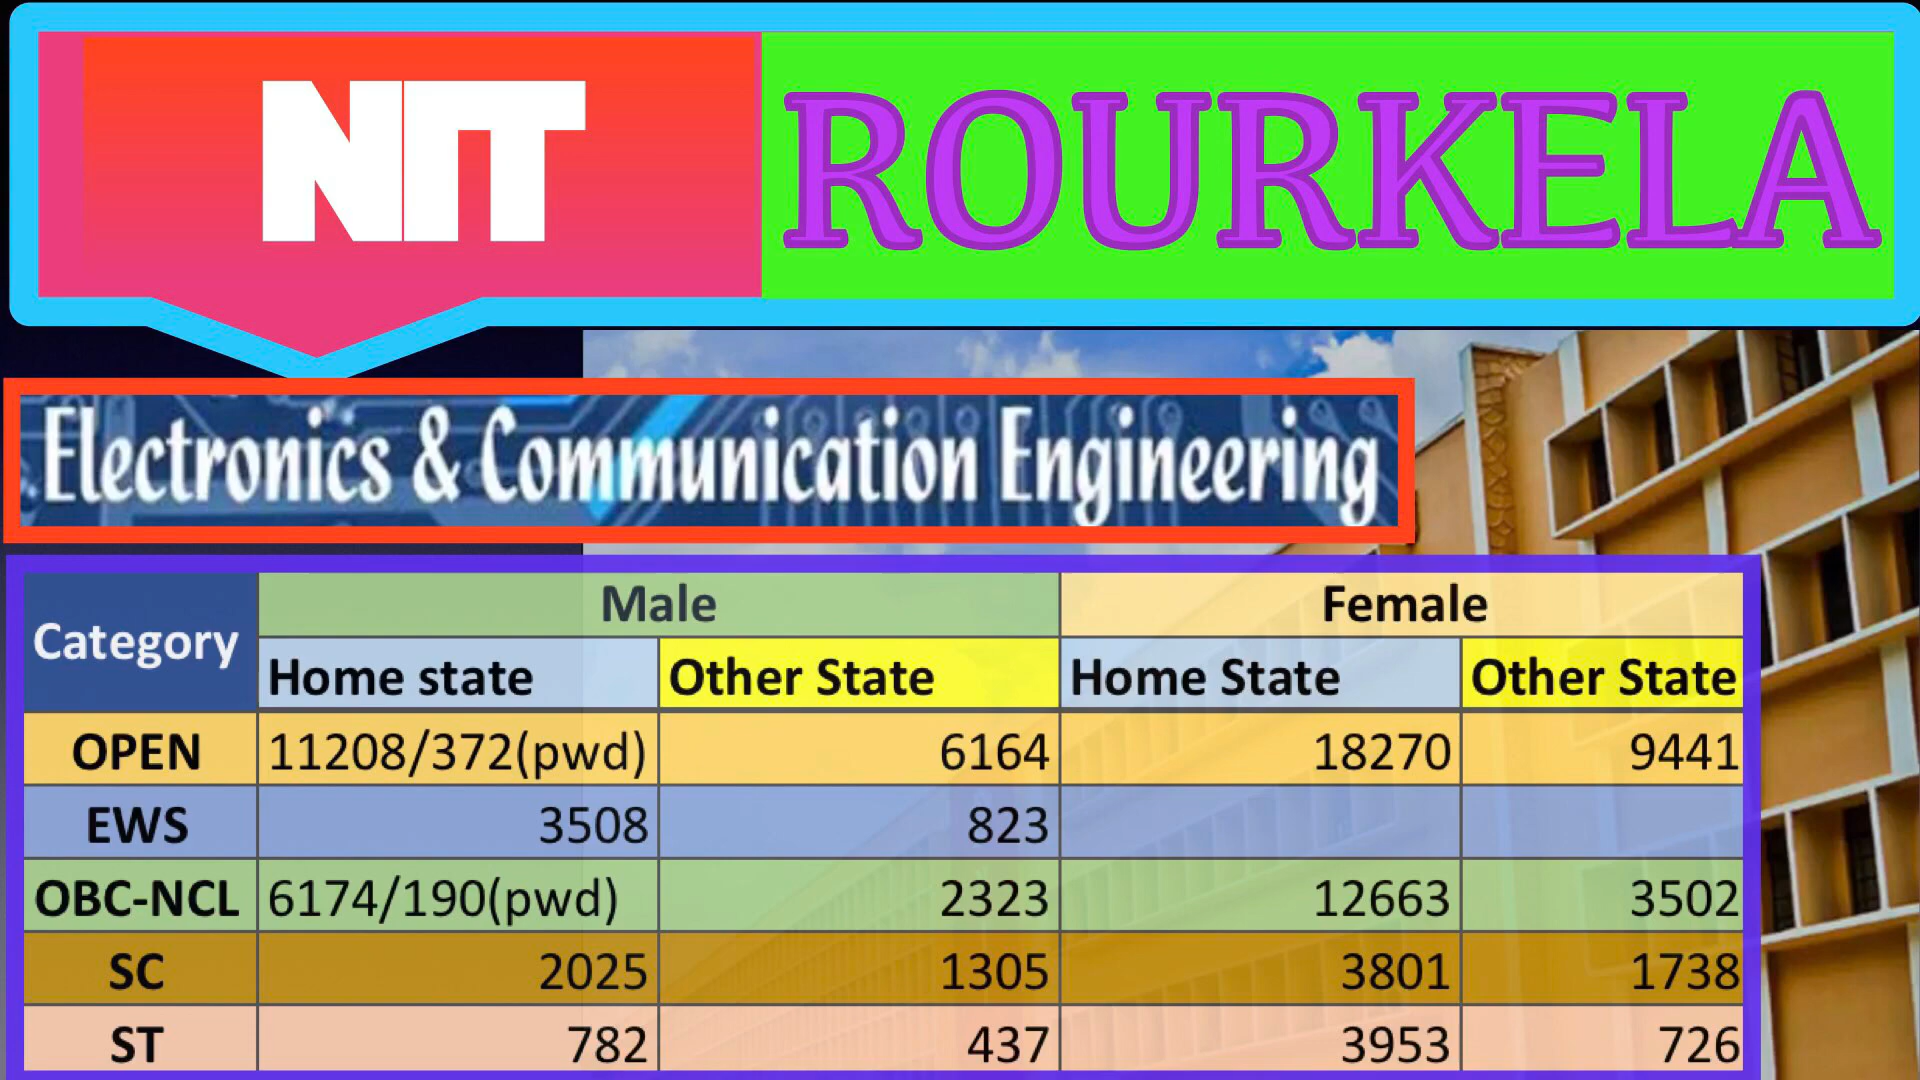 NIT ROURKELA
Electronics & Communication Engineering
Category Male Female
Home state Other State Home State Other State
OPEN 11208/372(pwd) 6164 18270 9441
EWS 3508 823
OBC-NCL 6174/190(pwd) 2323 12663 3502
SC 2025 1305 3801 1738
ST 782 437 3953 726